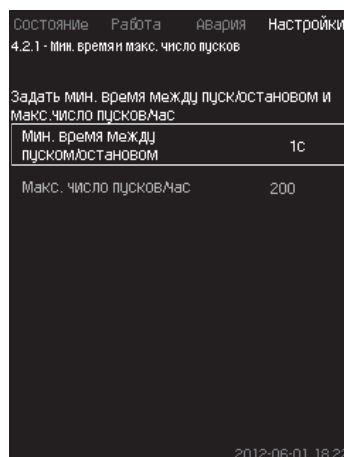 Состояние Работа Авария Настройки
4.2.1 - Мин. время и макс. число пусков
Задать мин. время между пуск/остановом и
макс.число пусков/час
Мин. время между
пуском/остановом 1с
Макс. число пусков/час 200
2012-06-01 18:22